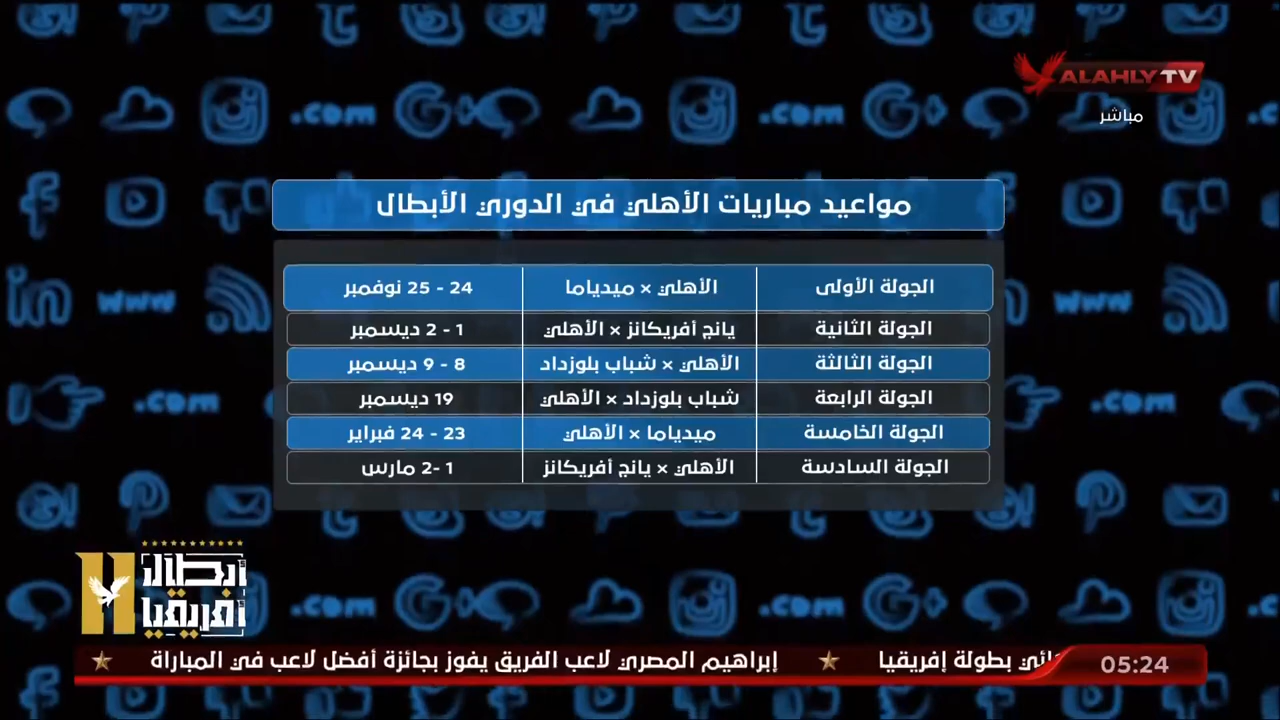 ALAHLY TV
مباشر
مواعيد مباريات الأهلي في الدوري الأبطال
الجولة الأولى الأهلي × ميدياما 24 - 25 نوفمبر
الجولة الثانية يانج أفريكانز × الأهلي 1 - 2 ديسمبر
الجولة الثالثة الأهلي × شباب بلوزداد 8 - 9 ديسمبر
الجولة الرابعة شباب بلوزداد × الأهلي 19 ديسمبر
الجولة الخامسة ميدياما × الأهلي 23 - 24 فبراير
الجولة السادسة الأهلي × يانج أفريكانز 1 -2 مارس
11 أبطال
أفريقيا
بطولة إفريقيا ★ إبراهيم المصري لاعب الفريق يفوز بجائزة أفضل لاعب في المباراة ★
05:24